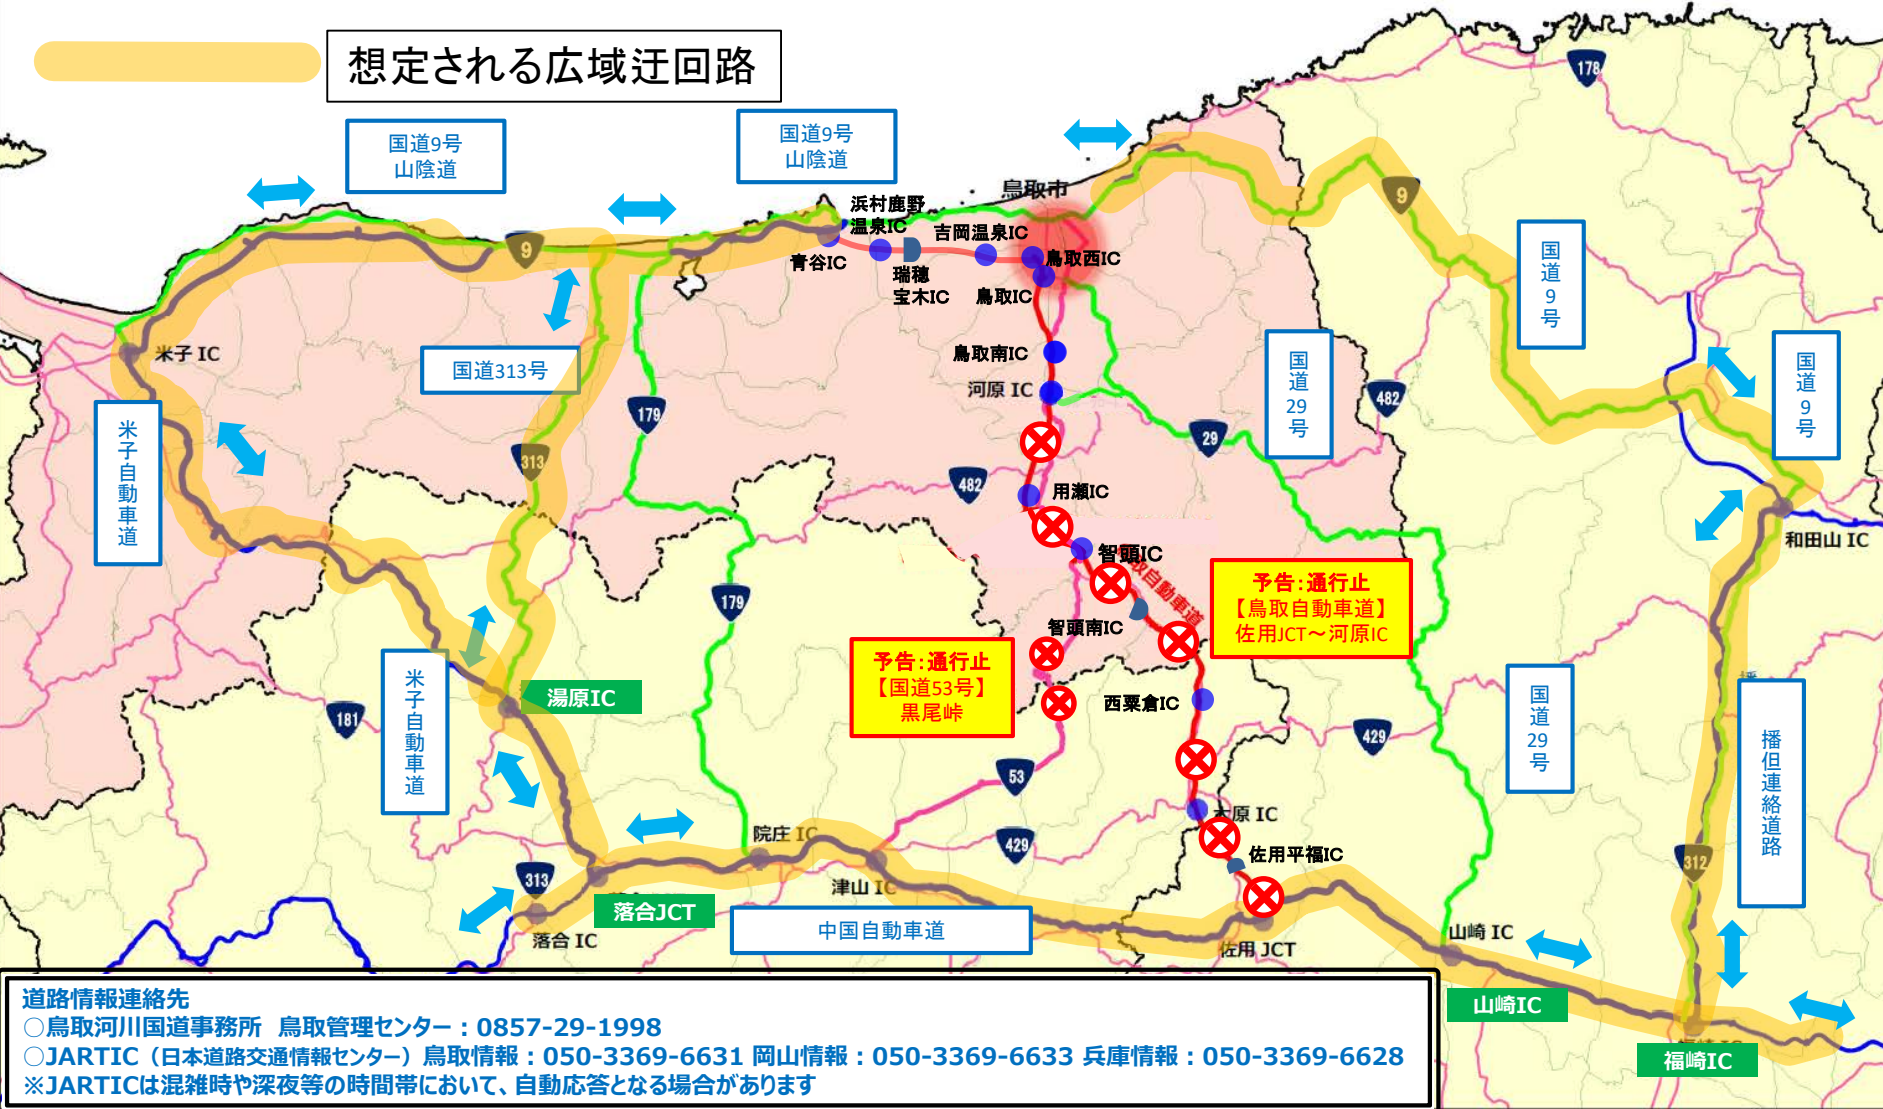 想定される広域迂回路
178
国道9号
山陰道
国道9号
山陰道
鳥取市
9
9
浜村鹿野
温泉IC
吉岡温泉IC
青谷IC
瑞穂
宝木IC
鳥取西IC
鳥取IC
国道9号
国道29号
国道9号
米子 IC
国道313号
鳥取南IC
河原 IC
482
179
29
米子自動車道
313
482
用瀬IC
和田山 IC
智頭IC
取自動車道
予告:通行止
【鳥取自動車道】
佐用JCT～河原IC
179
智頭南IC
予告:通行止
【国道53号】
黒尾峠
米子自動車道
湯原IC
181
西粟倉IC
国道29号
429
播但連絡道路
53
大原 IC
院庄 IC
429
佐用平福IC
312
313
津山 IC
落合JCT
落合 IC
中国自動車道
佐用 JCT
山崎 IC
山崎IC
福崎IC
道路情報連絡先
○鳥取河川国道事務所 鳥取管理センター：0857-29-1998
○JARTIC（日本道路交通情報センター）鳥取情報：050-3369-6631 岡山情報：050-3369-6633 兵庫情報：050-3369-6628
※JARTICは混雑時や深夜等の時間帯において、自動応答となる場合があります